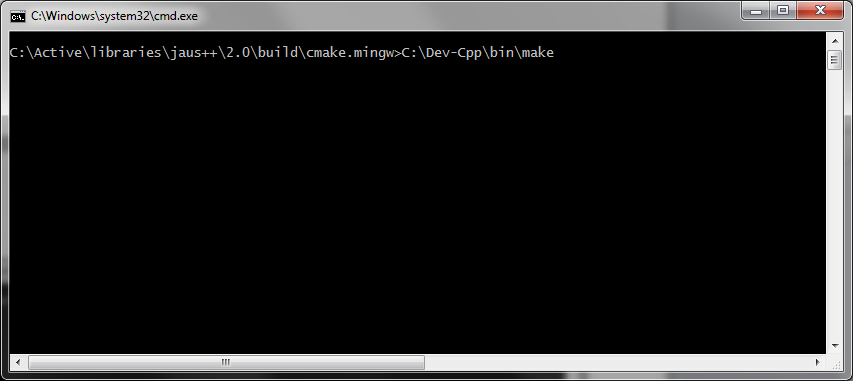 C:\Windows\system32\cmd.exe
C:\Active\libraries\jaus++\2.0\build\cmake.mingw>C:\Dev-Cpp\bin\make